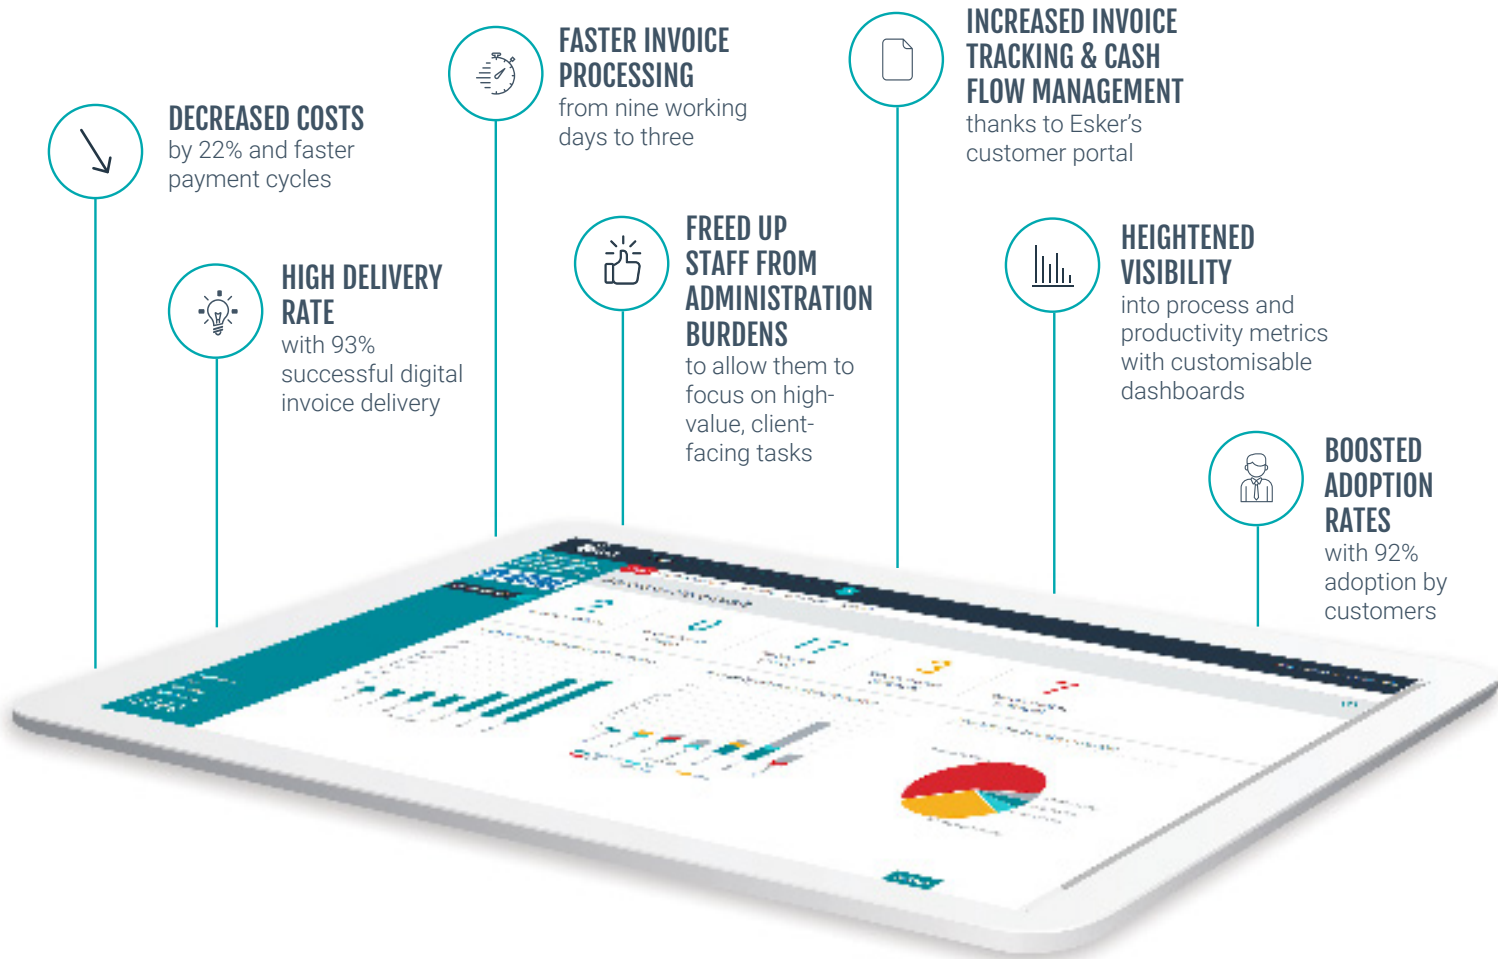 DECREASED COSTS
by 22% and faster
payment cycles
HIGH DELIVERY
RATE
with 93%
successful digital
invoice delivery
FASTER INVOICE
PROCESSING
from nine working
days to three
FREED UP
STAFF FROM
ADMINISTRATION
BURDENS
to allow them to
focus on high-
value, client-
facing tasks
INCREASED INVOICE
TRACKING & CASH
FLOW MANAGEMENT
thanks to Esker’s
customer portal
HEIGHTENED
VISIBILITY
into process and
productivity metrics
with customisable
dashboards
BOOSTED
ADOPTION
RATES
with 92%
adoption by
customers